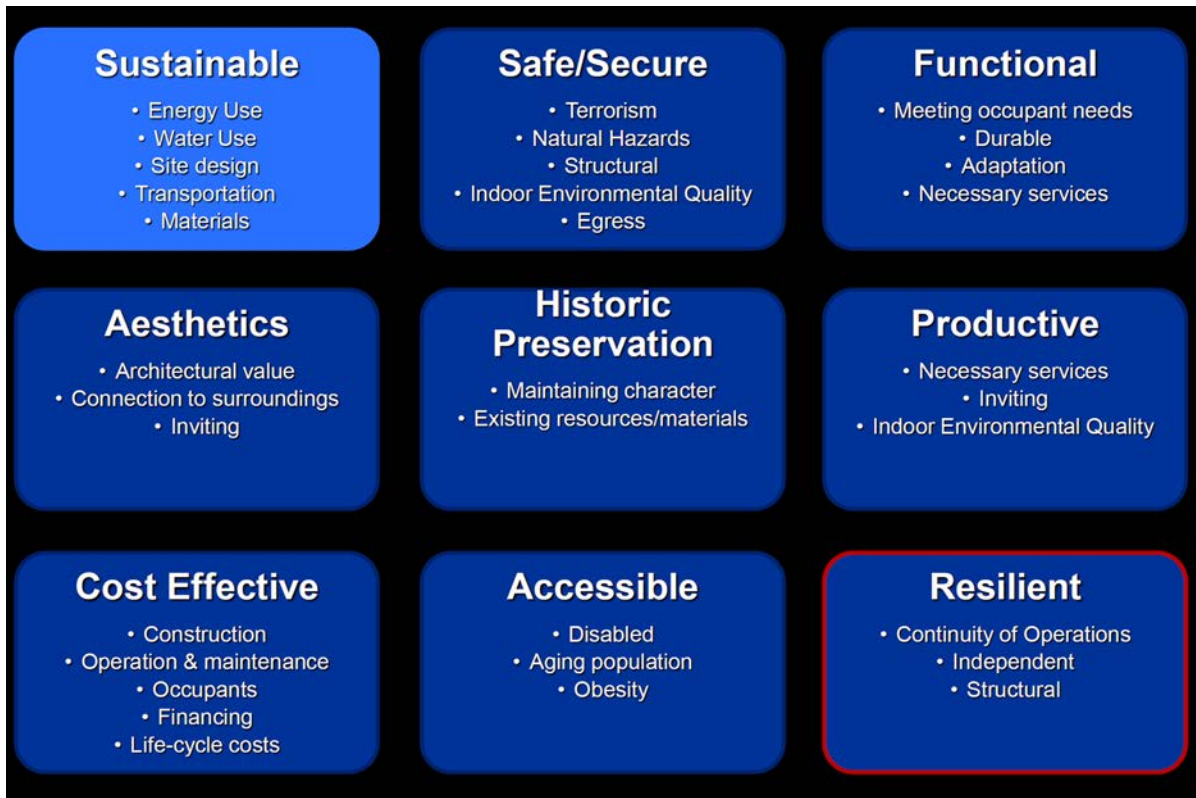 Sustainable
• Energy Use
• Water Use
• Site design
• Transportation
• Materials
Safe/Secure
• Terrorism
• Natural Hazards
• Structural
• Indoor Environmental Quality
• Egress
Functional
• Meeting occupant needs
• Durable
• Adaptation
• Necessary services
Aesthetics
• Architectural value
• Connection to surroundings
• Inviting
Historic
Preservation
• Maintaining character
• Existing resources/materials
Productive
• Necessary services
• Inviting
• Indoor Environmental Quality
Cost Effective
• Construction
• Operation & maintenance
• Occupants
• Financing
• Life-cycle costs
Accessible
• Disabled
• Aging population
• Obesity
Resilient
• Continuity of Operations
• Independent
• Structural